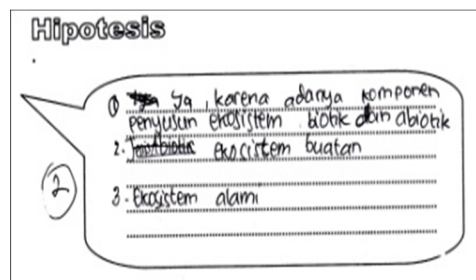 Hipotesis
① Ya, karena adanya komponen
penyusun ekosistem biotik dan abiotik
2. ekosistem buatan
3. Ekosistem alami
2